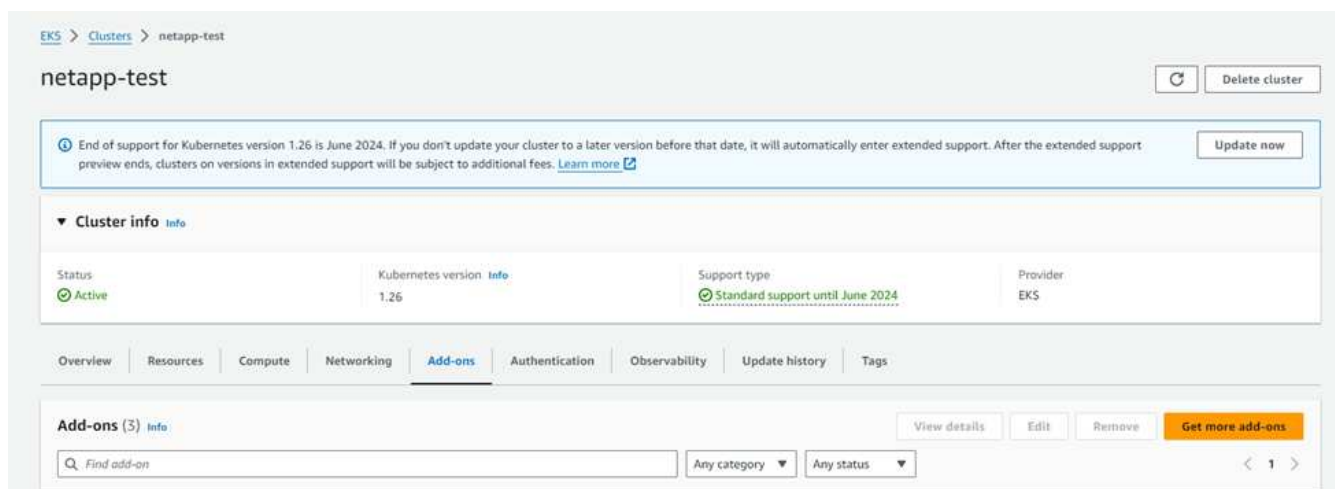 EKS > Clusters > netapp-test
netapp-test
Delete cluster
End of support for Kubernetes version 1.26 is June 2024. If you don't update your cluster to a later version before that date, it will automatically enter extended support. After the extended support
preview ends, clusters on versions in extended support will be subject to additional fees. Learn more
Update now
Cluster info Info
Status
Active
Kubernetes version Info
1.26
Support type
Standard support until June 2024
Provider
EKS
Overview Resources Compute Networking Add-ons Authentication Observability Update history Tags
Add-ons (3) Info
View details Edit Remove Get more add-ons
Find add-on Any category Any status < 1 >